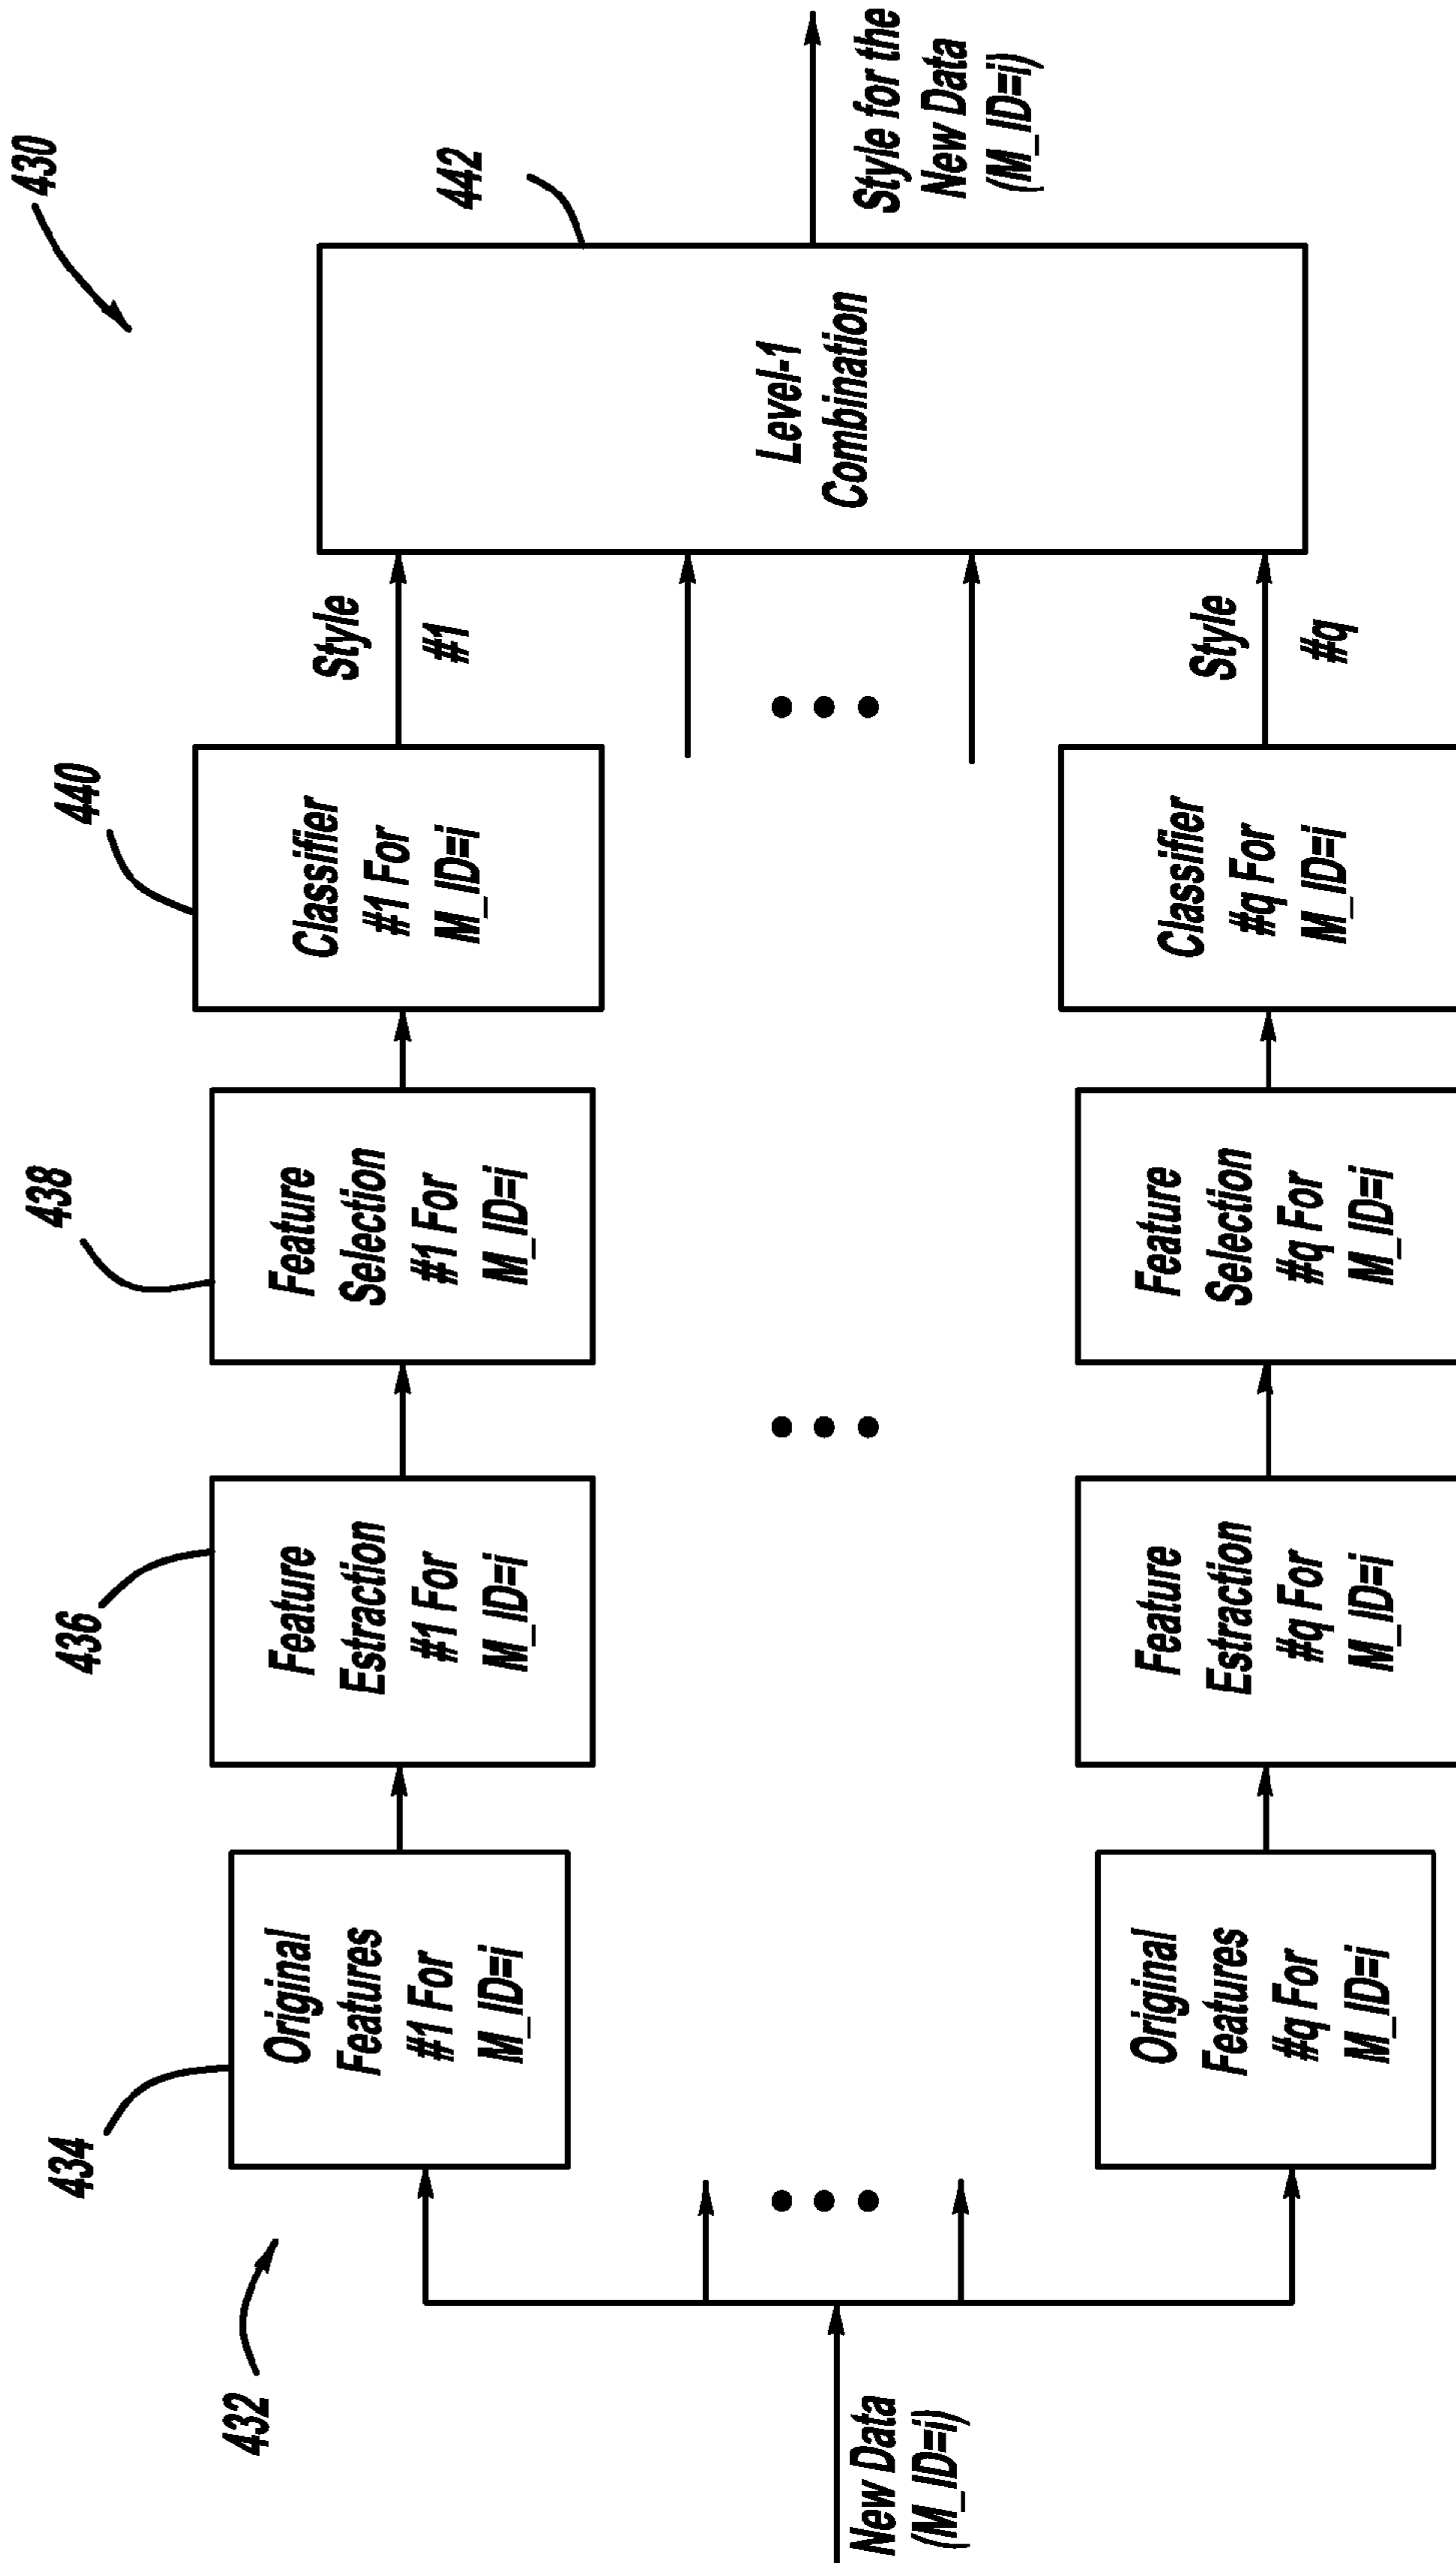 430
432
434
436
438
440
442
New Data
(M_ID=i)
Original
Features
#1 For
M_ID=i
Feature
Estraction
#1 For
M_ID=i
Feature
Selection
#1 For
M_ID=i
Classifier
#1 For
M_ID=i
Style
#1
Original
Features
#q For
M_ID=i
Feature
Estraction
#q For
M_ID=i
Feature
Selection
#q For
M_ID=i
Classifier
#q For
M_ID=i
Style
#q
Level-1
Combination
Style for the
New Data
(M_ID=i)